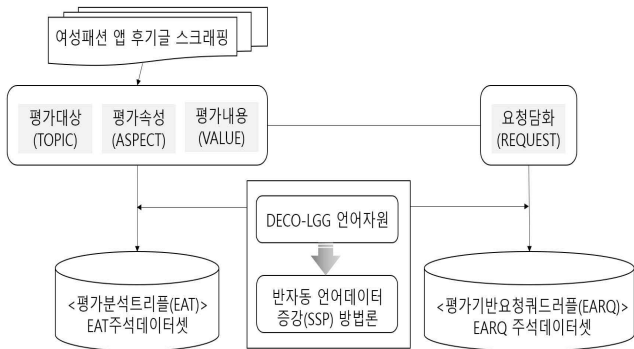 여성패션 앱 후기글 스크래핑
평가대상
(TOPIC)
평가속성
(ASPECT)
평가내용
(VALUE)
요청담화
(REQUEST)
DECO-LGG 언어자원
반자동 언어데이터
증강(SSP) 방법론
<평가분석트리플(EAT)>
EAT주석데이터셋
<평가기반요청쿼드러플(EARQ)>
EARQ 주석데이터셋